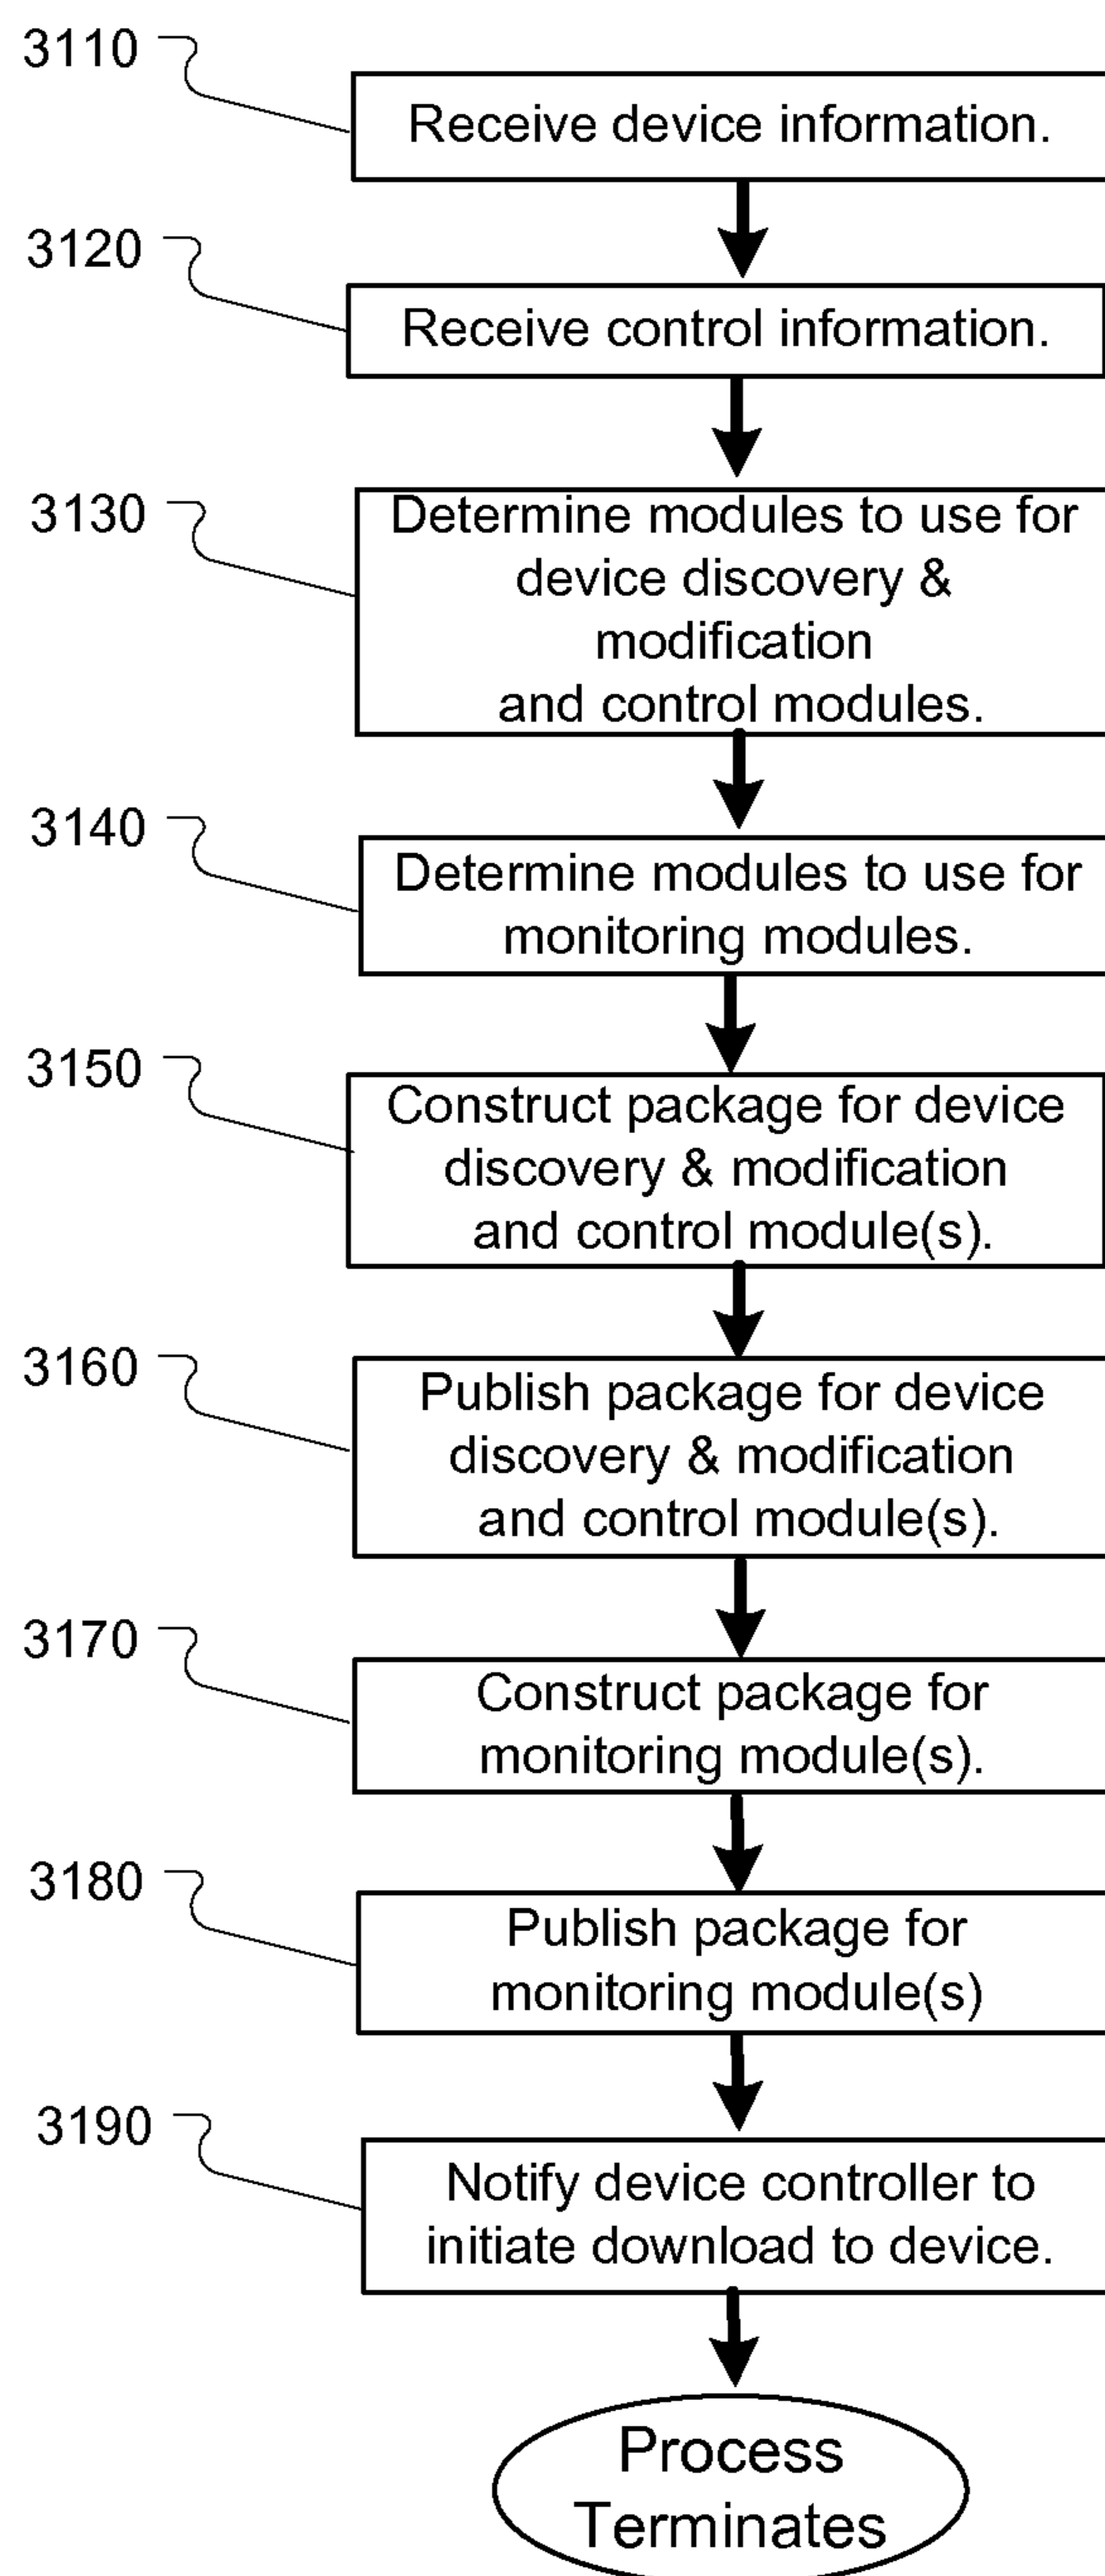 3110
Receive device information.
3120
Receive control information.
3130
Determine modules to use for
device discovery &
modification
and control modules.
3140
Determine modules to use for
monitoring modules.
3150
Construct package for device
discovery & modification
and control module(s).
3160
Publish package for device
discovery & modification
and control module(s).
3170
Construct package for
monitoring module(s).
3180
Publish package for
monitoring module(s)
3190
Notify device controller to
initiate download to device.
Process
Terminates